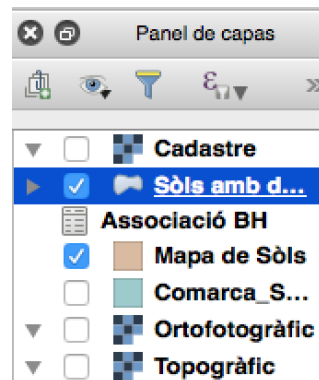 Panel de capas
ε
»
Cadastre
Sòls amb d...
Associació BH
Mapa de Sòls
Comarca_S...
Ortofotogràfic
Topogràfic